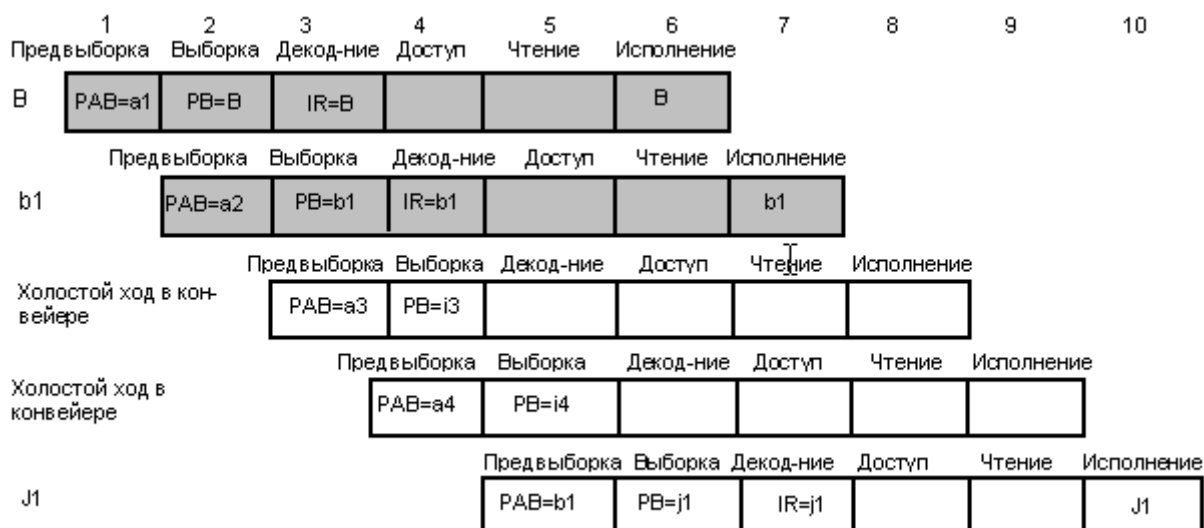 1 2 3 4 5 6 7 8 9 10
Предвыборка Выборка Декод-ние Доступ Чтение Исполнение
B PAB=a1 PB=B IR=B B
Предвыборка Выборка Декод-ние Доступ Чтение Исполнение
b1 PAB=a2 PB=b1 IR=b1 b1
Предвыборка Выборка Декод-ние Доступ Чтение Исполнение
Холостой ход в кон-
вейере
PAB=a3 PB=i3
Предвыборка Выборка Декод-ние Доступ Чтение Исполнение
Холостой ход в
конвейере
PAB=a4 PB=i4
Предвыборка Выборка Декод-ние Доступ Чтение Исполнение
J1 PAB=b1 PB=j1 IR=j1 J1